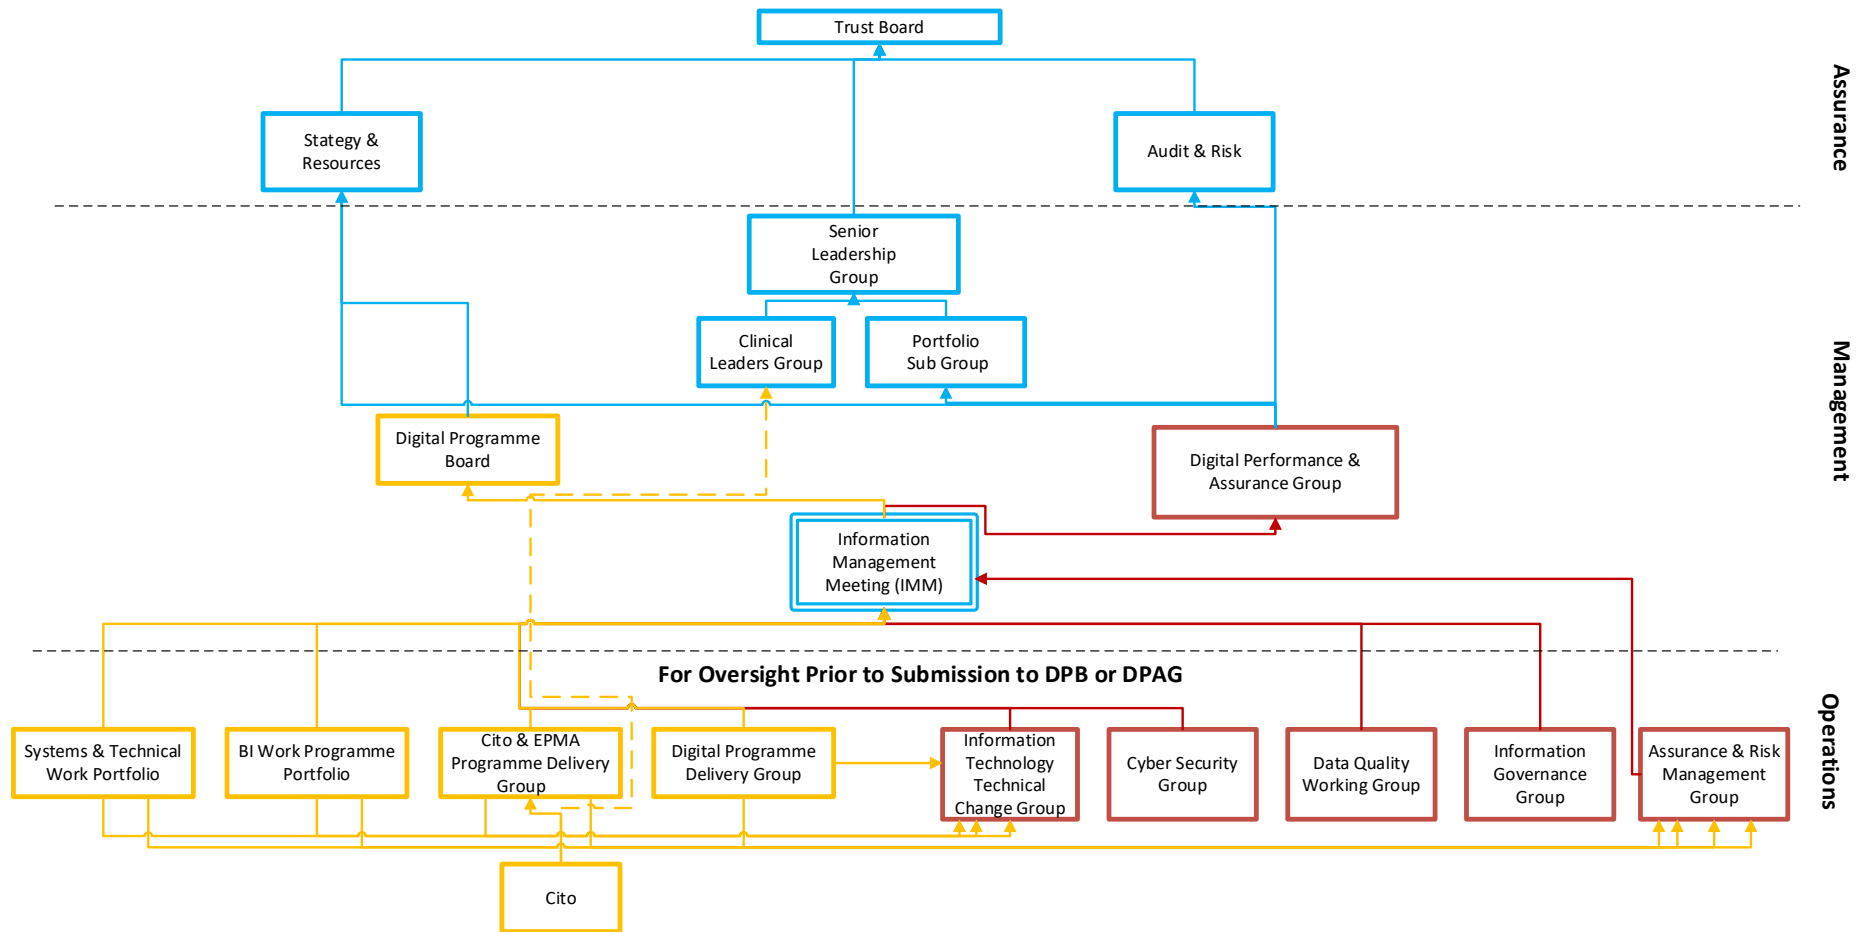 Trust Board
Assurance
Stategy &
Resources
Audit & Risk
Senior
Leadership
Group
Clinical
Leaders Group
Portfolio
Sub Group
Management
Digital Programme
Board
Digital Performance &
Assurance Group
Information
Management
Meeting (IMM)
For Oversight Prior to Submission to DPB or DPAG
Operations
Systems & Technical
Work Portfolio
BI Work Programme
Portfolio
Cito & EPMA
Programme Delivery
Group
Digital Programme
Delivery Group
Information
Technology
Technical
Change Group
Cyber Security
Group
Data Quality
Working Group
Information
Governance
Group
Assurance & Risk
Management
Group
Cito